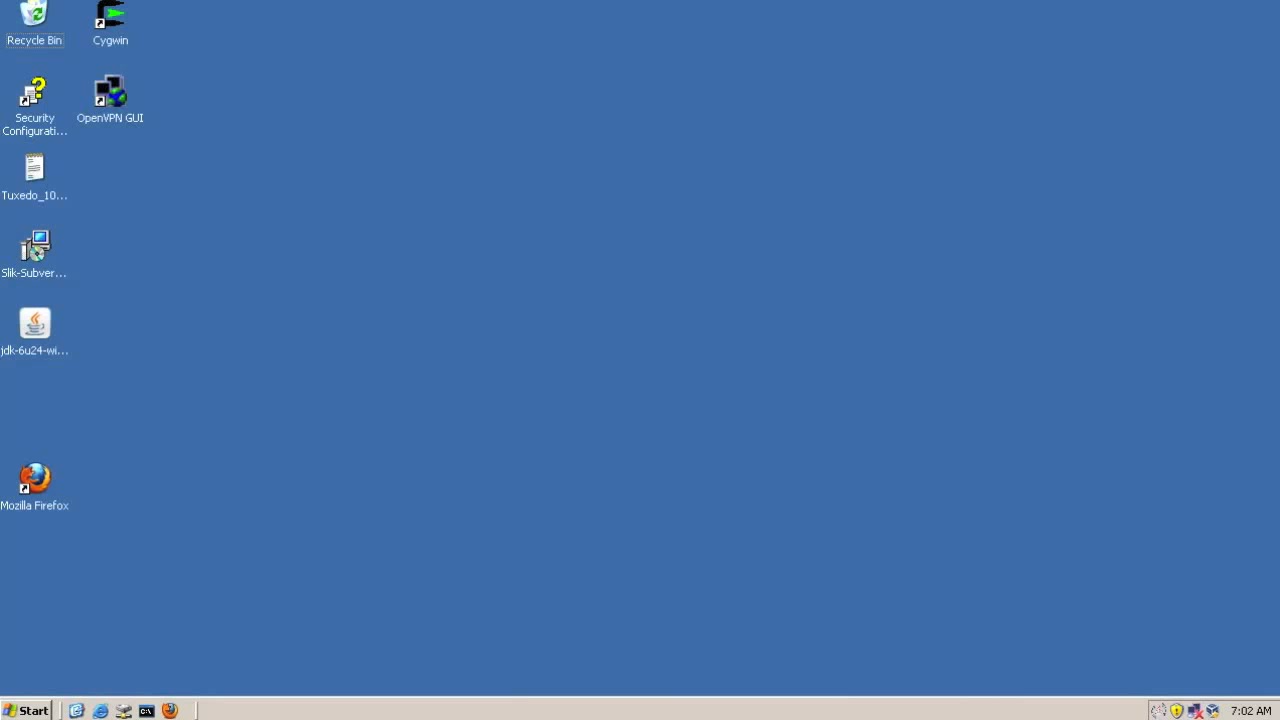 Recycle Bin
Cygwin
Security
Configurati...
OpenVPN GUI
Tuxedo_10...
Slik-Subver...
jdk-6u24-wi...
Mozilla Firefox
Start
C:\
7:02 AM